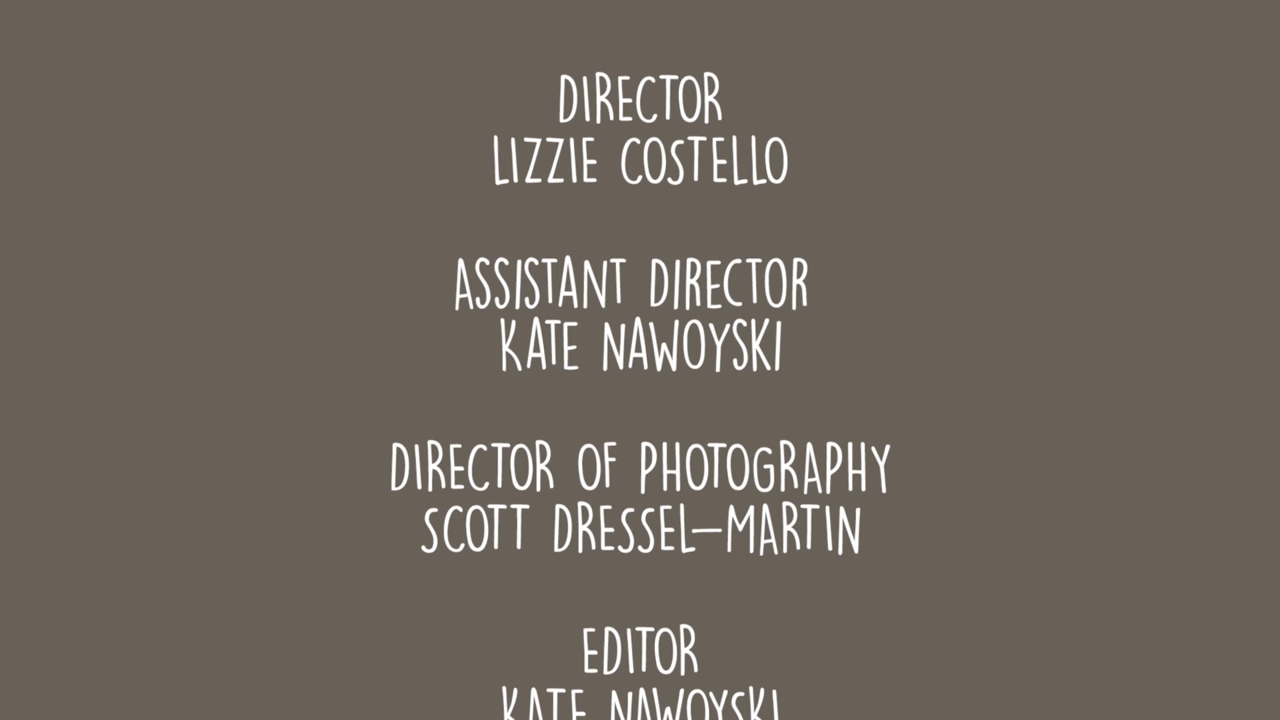 DIRECTOR
LIZZIE COSTELLO
ASSISTANT DIRECTOR
KATE NAWOYSKI
DIRECTOR OF PHOTOGRAPHY
SCOTT DRESSEL-MARTIN
EDITOR
KATE NAWOYSKI